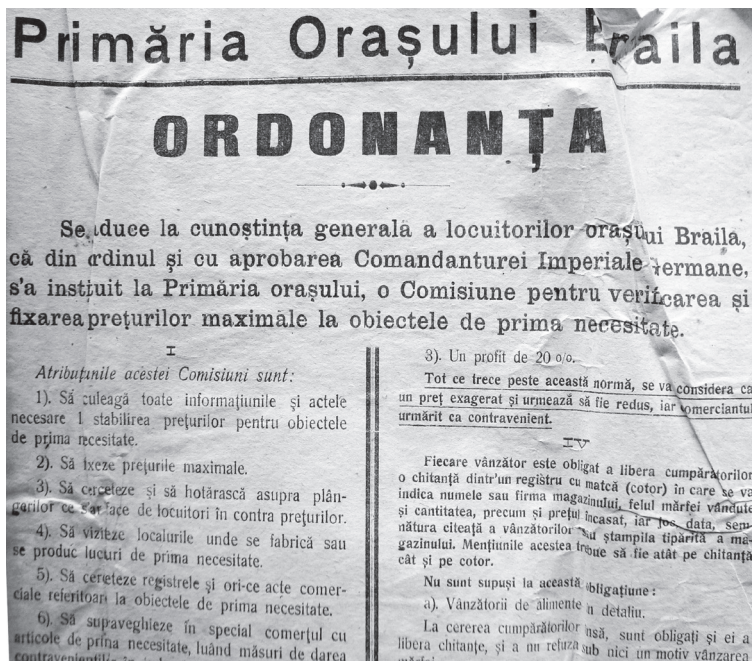 Primăria Orașului Braila
ORDONANȚA
Se aduce la cunoștința generală a locuitorilor orașului Braila,
că din ordinul și cu aprobarea Comandanturei Imperiale Germane,
s'a instituit la Primăria orașului, o Comisiune pentru verificarea și
fixarea prețurilor maximale la obiectele de prima necesitate.
I
Atribuțunile acestei Comisiuni sunt:
1). Să culeagă toate informațiunile și actele
necesare stabilirea prețurilor pentru obiectele
de prima necesitate.
2). Să fixeze prețurile maximale.
3). Să cerceteze și să hotărască asupra plân-
gerilor ce s'ar face de locuitori în contra prețurilor.
4). Să viziteze localurile unde se fabrică sau
se produc lucuri de prima necesitate.
5). Să cerceteze registrele și ori-ce acte comer-
ciale referitoari la obiectele de prima necesitate.
6). Să supavegheze în special comerțul cu
articole de prina necesitate, luând măsuri de darea
3). Un profit de 20 o/o.
Tot ce trece peste această normă, se va considera ca
un preț exagerat și urmează să fie redus, iar comerciantul
urmărit ca contravenient.
IV
Fiecare vânzător este obligat a libera cumpărătorilor
o chitanță dintr'un registru cu matcă (cotor) în care se va
indica numele sau firma magazinului, felul mărfei vândute
și cantitatea, precum și prețul încasat, iar jos, data, sem-
nătura citeață a vânzătorilor sau ștampila tipărită a ma-
gazinului. Mențiunile acestea trebue să fie atât pe chitanță
cât și pe cotor.
Nu sunt supuși la această obligațiune:
a). Vânzătorii de alimente în detaliu.
La cererea cumpărătorilor însă, sunt obligați și ei a
libera chitanțe, și a nu refuza sub nici un motiv vânzarea